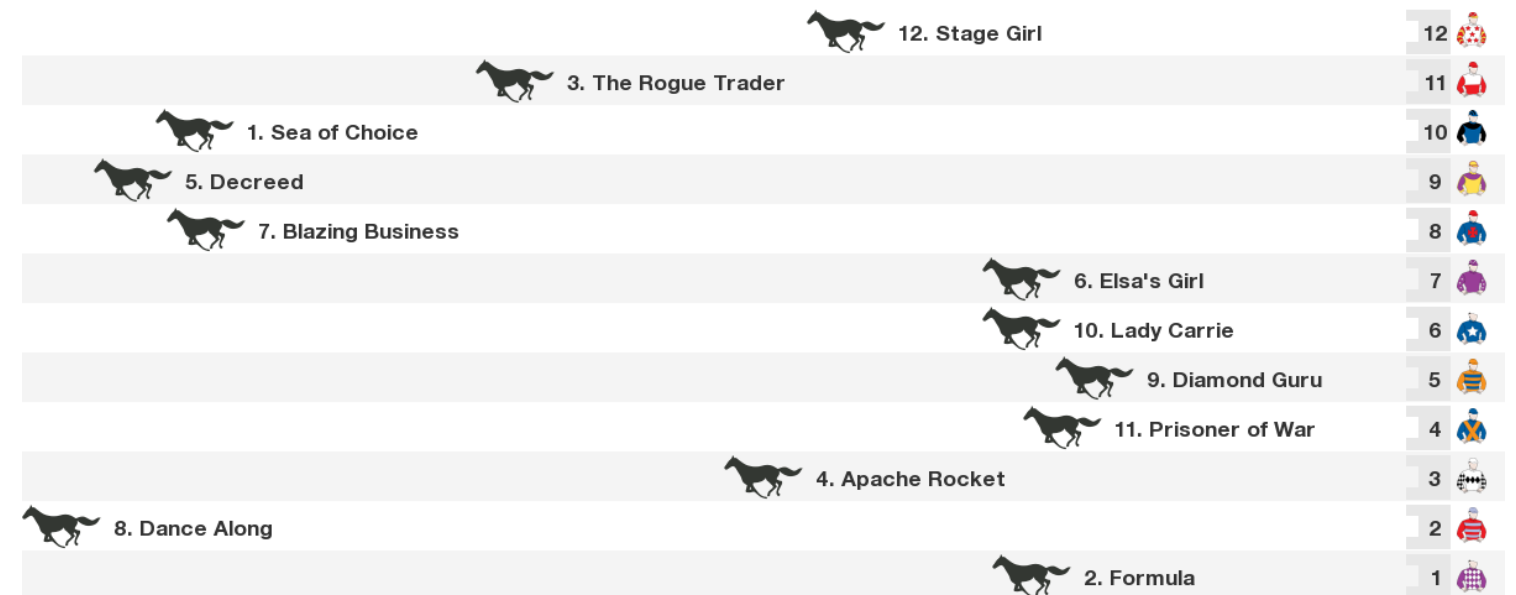 12. Stage Girl 12
3. The Rogue Trader 11
1. Sea of Choice 10
5. Decreed 9
7. Blazing Business 8
6. Elsa's Girl 7
10. Lady Carrie 6
9. Diamond Guru 5
11. Prisoner of War 4
4. Apache Rocket 3
8. Dance Along 2
2. Formula 1